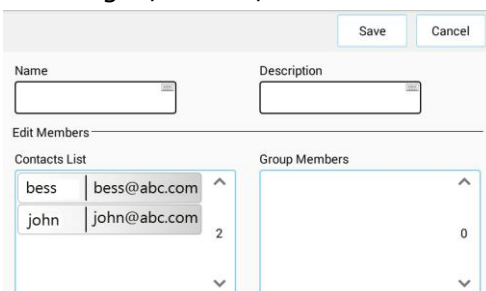 Save Cancel
Name Description
Edit Members
Contacts List Group Members
bess bess@abc.com
john john@abc.com
2 0